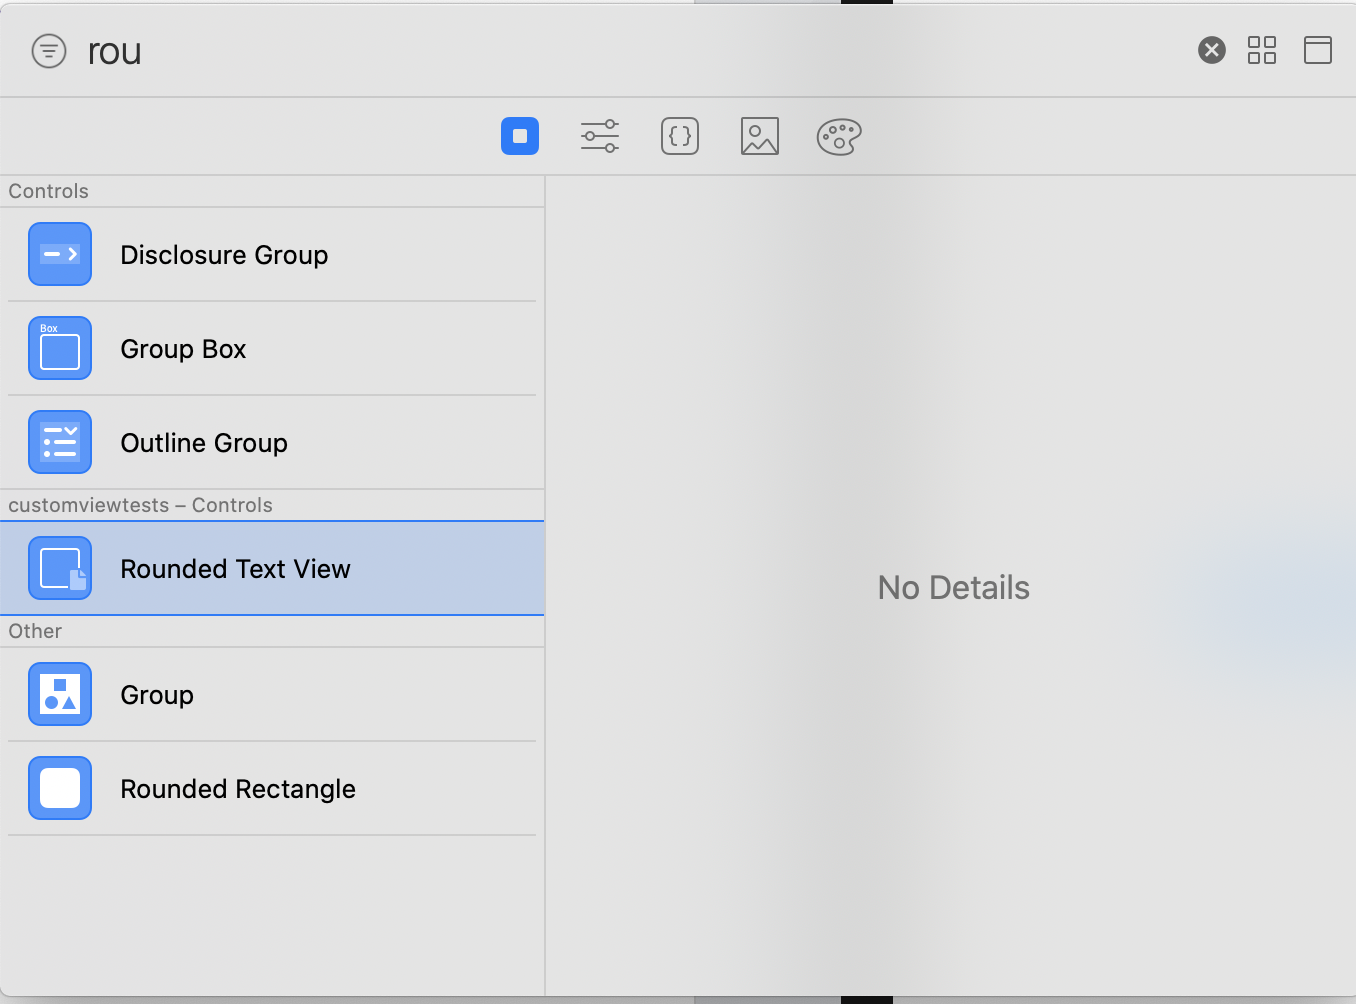 rou
Controls
Disclosure Group
Box
Group Box
Outline Group
customviewtests – Controls
Rounded Text View
Other
Group
Rounded Rectangle
No Details